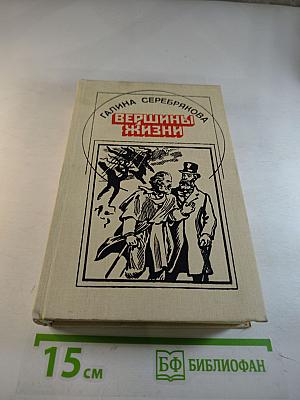 ГАЛИНА СЕРЕБРЯКОВА
ВЕРШИНЫ
ЖИЗНИ
15 см
БФ БИБЛИОФАН